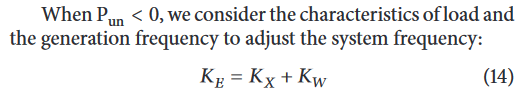 When P_un < 0, we consider the characteristics of load and
the generation frequency to adjust the system frequency:
K_E = K_X + K_W (14)